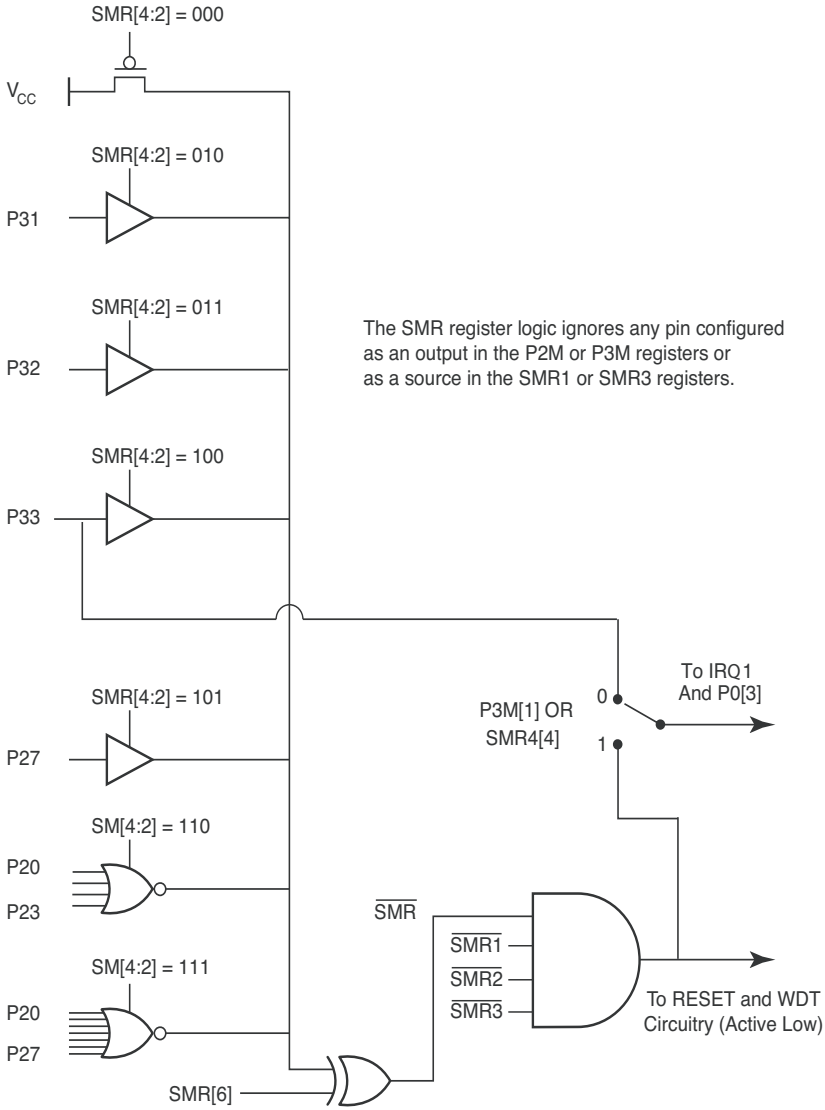 SMR[4:2] = 000
VCC
SMR[4:2] = 010
P31
SMR[4:2] = 011
P32
The SMR register logic ignores any pin configured
as an output in the P2M or P3M registers or
as a source in the SMR1 or SMR3 registers.
SMR[4:2] = 100
P33
SMR[4:2] = 101
P27
P3M[1] OR
SMR4[4]
0
1
To IRQ1
And P0[3]
SM[4:2] = 110
P20
P23
SM[4:2] = 111
P20
P27
SMR[6]
SMR
SMR1
SMR2
SMR3
To RESET and WDT
Circuitry (Active Low)